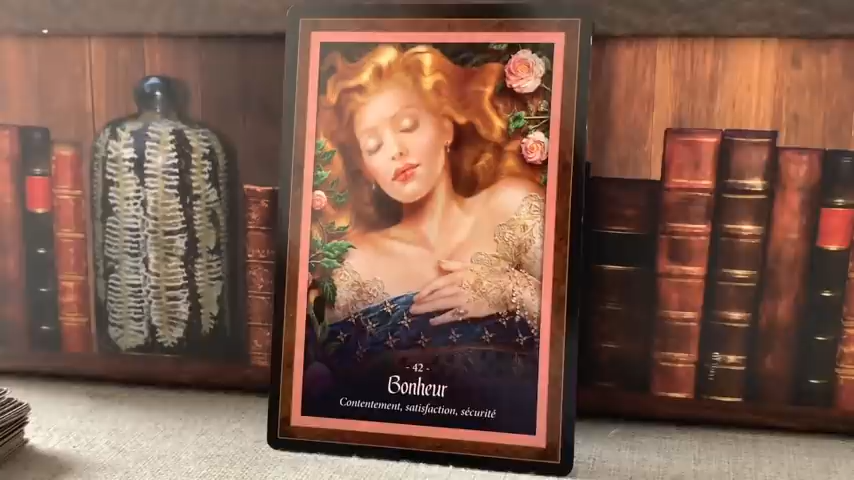 - 42 -
Bonheur
Contentement, satisfaction, sécurité